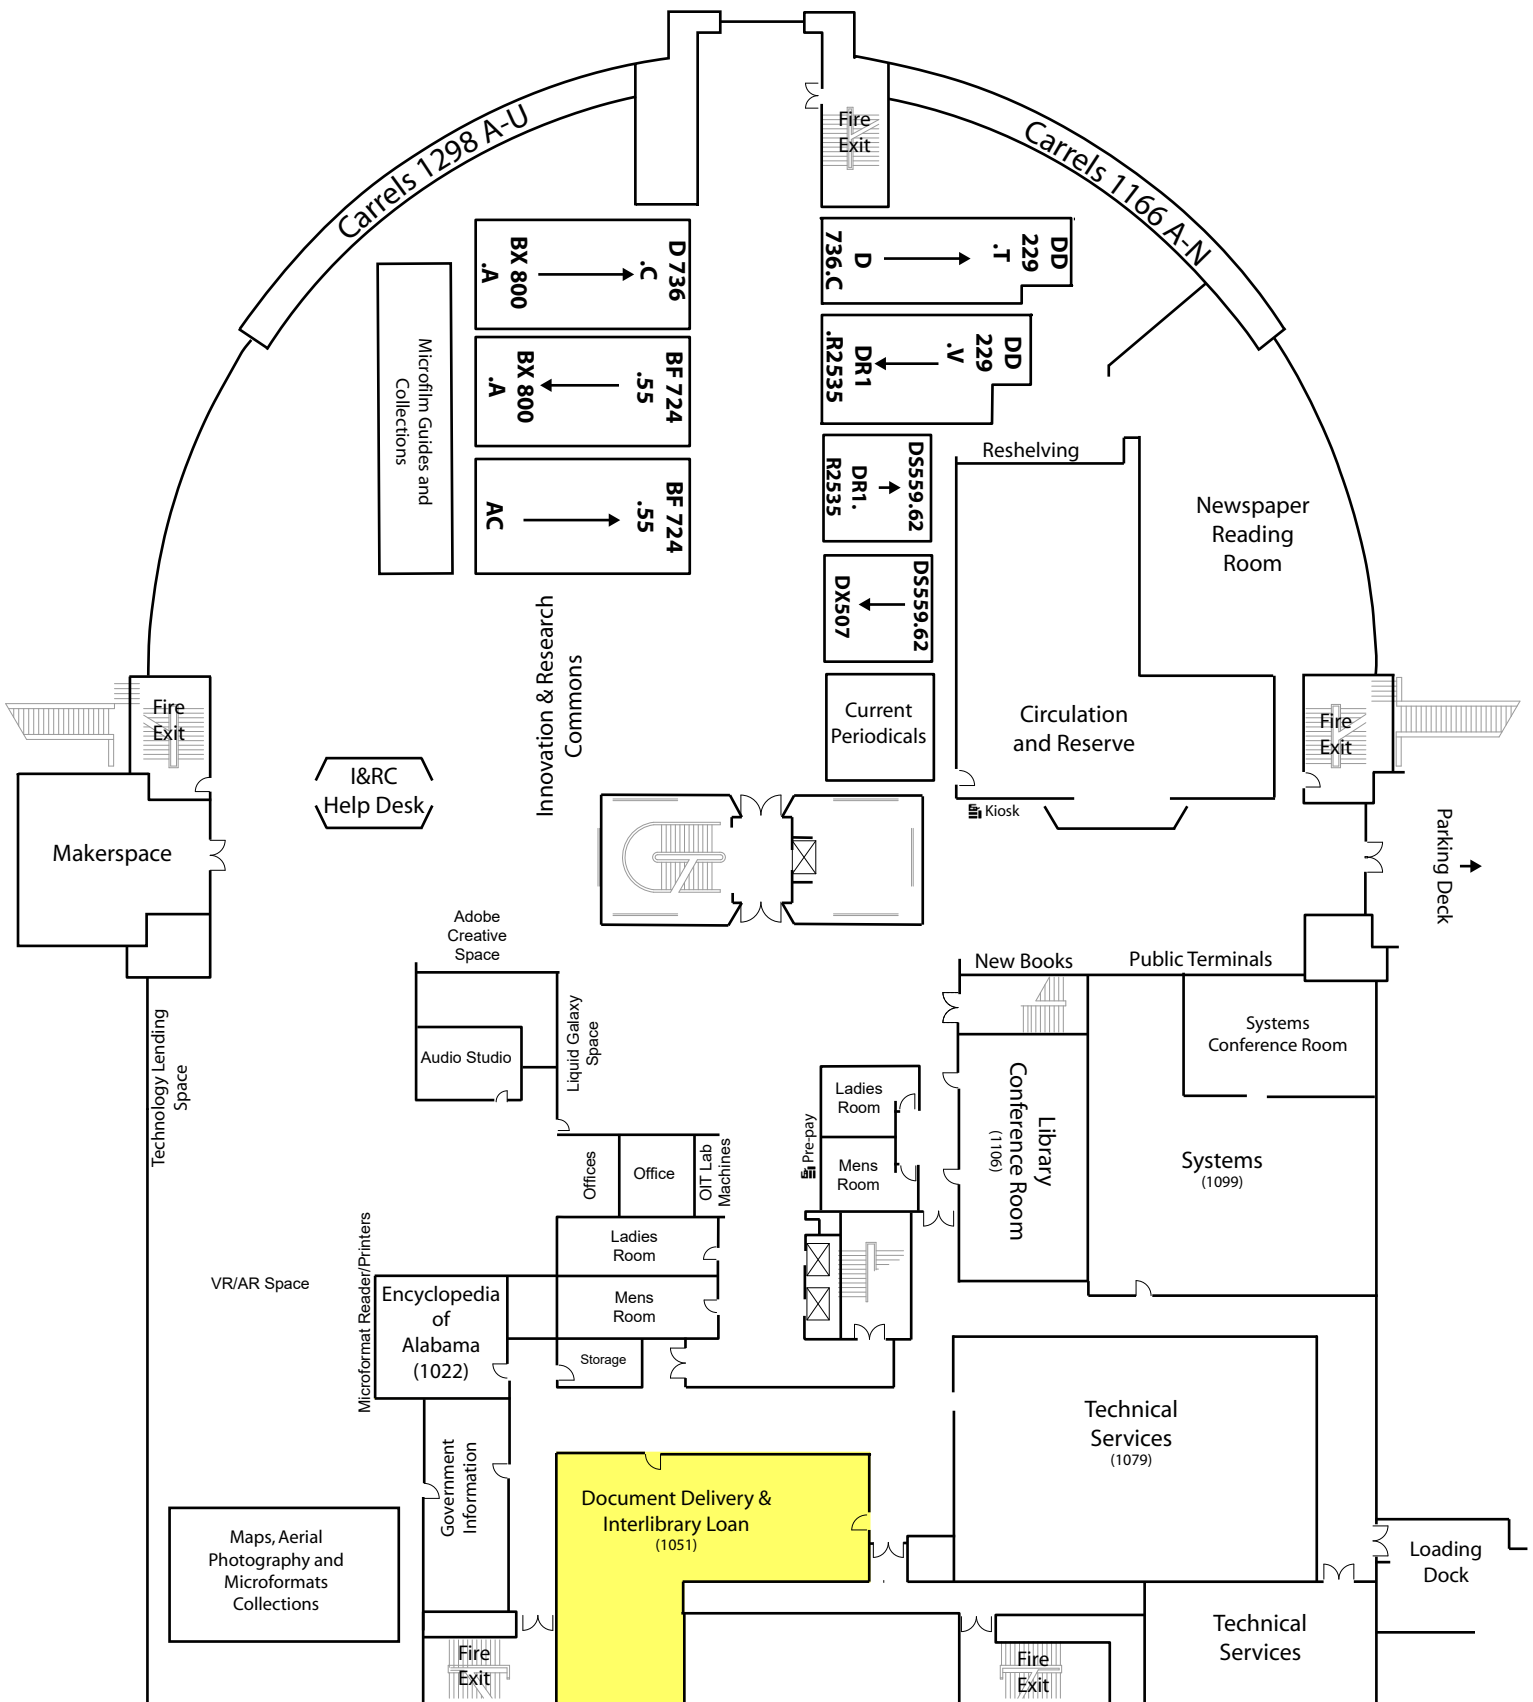 Carrels 1298 A-U
Fire
Exit
Carrels 1166 A-N
BX 800
.A
D 736
.C
D
736.C
DD
229
.T
Microfilm Guides and
Collections
BX 800
.A
BF 724
.55
DR1
.R2535
DD
229
.V
AC
BF 724
.55
DR1.
R2535
DS559.62
Reshelving
Newspaper
Reading
Room
DX507
DS559.62
Innovation & Research
Commons
Current
Periodicals
Circulation
and Reserve
Fire
Exit
Fire
Exit
I&RC
Help Desk
Kiosk
Makerspace
Parking Deck
Adobe
Creative
Space
New Books
Public Terminals
Technology Lending
Space
Audio Studio
Liquid Galaxy
Space
Systems
Conference Room
Ladies
Room
Library
Conference Room
(1106)
Pre-pay
Mens
Room
Systems
(1099)
Offices
Office
OIT Lab
Machines
Ladies
Room
VR/AR Space
Microformat Reader/Printers
Encyclopedia
of
Alabama
(1022)
Mens
Room
Storage
Technical
Services
(1079)
Government
Information
Document Delivery &
Interlibrary Loan
(1051)
Maps, Aerial
Photography and
Microformats
Collections
Loading
Dock
Fire
Exit
Fire
Exit
Technical
Services